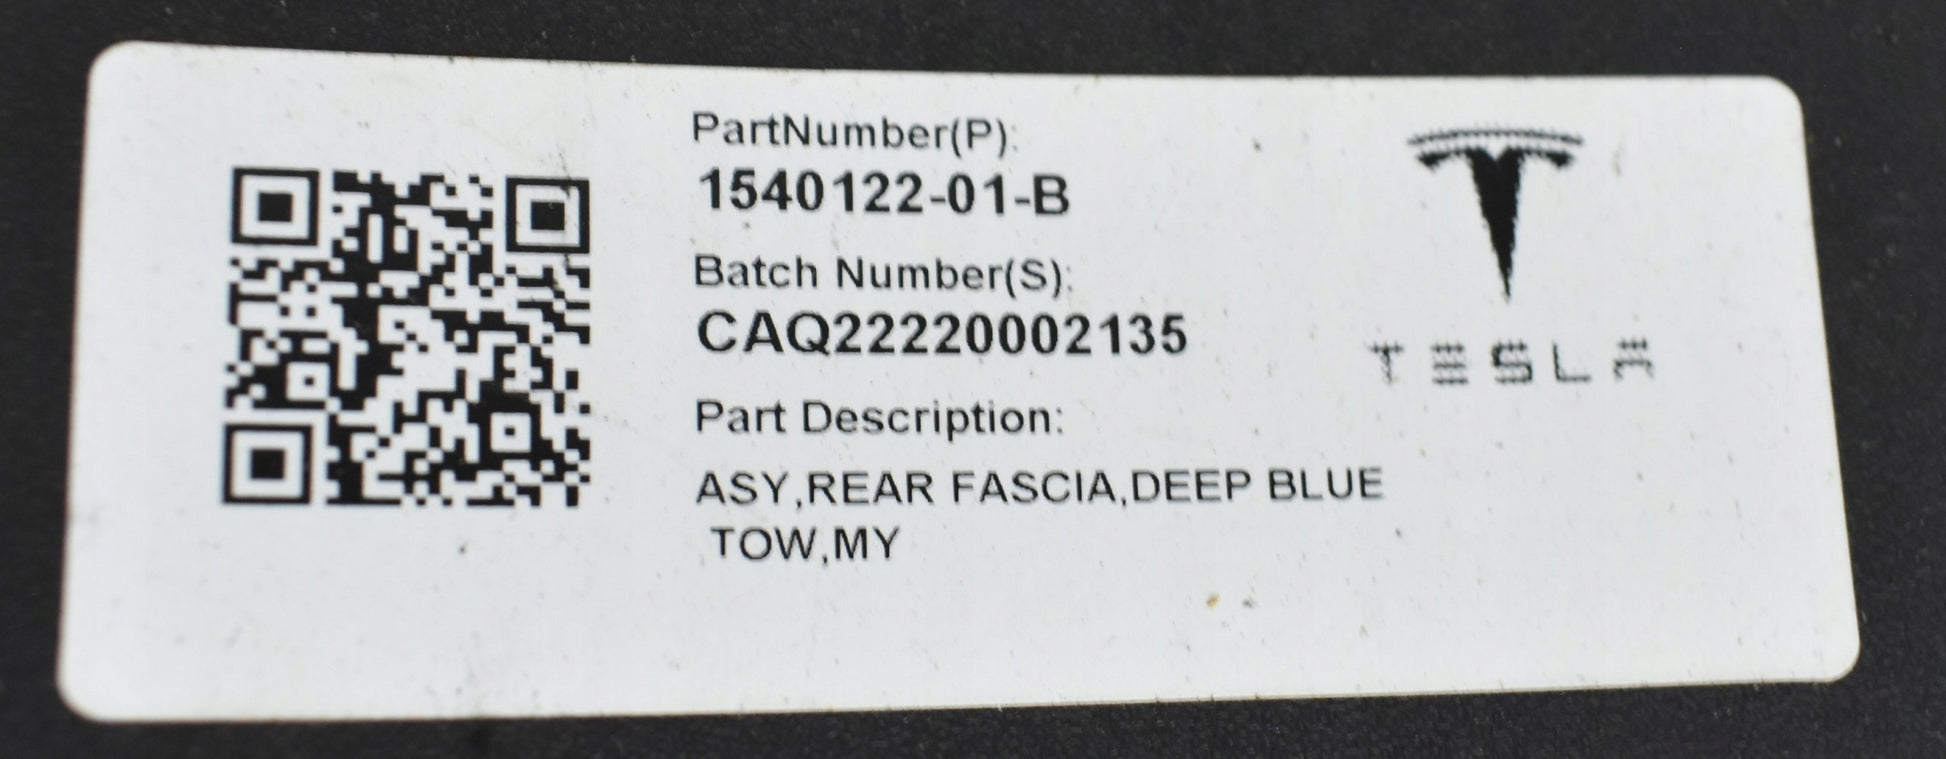 PartNumber(P):
1540122-01-B
Batch Number(S):
CAQ22220002135
Part Description:
ASY,REAR FASCIA,DEEP BLUE
TOW,MY
TESLA